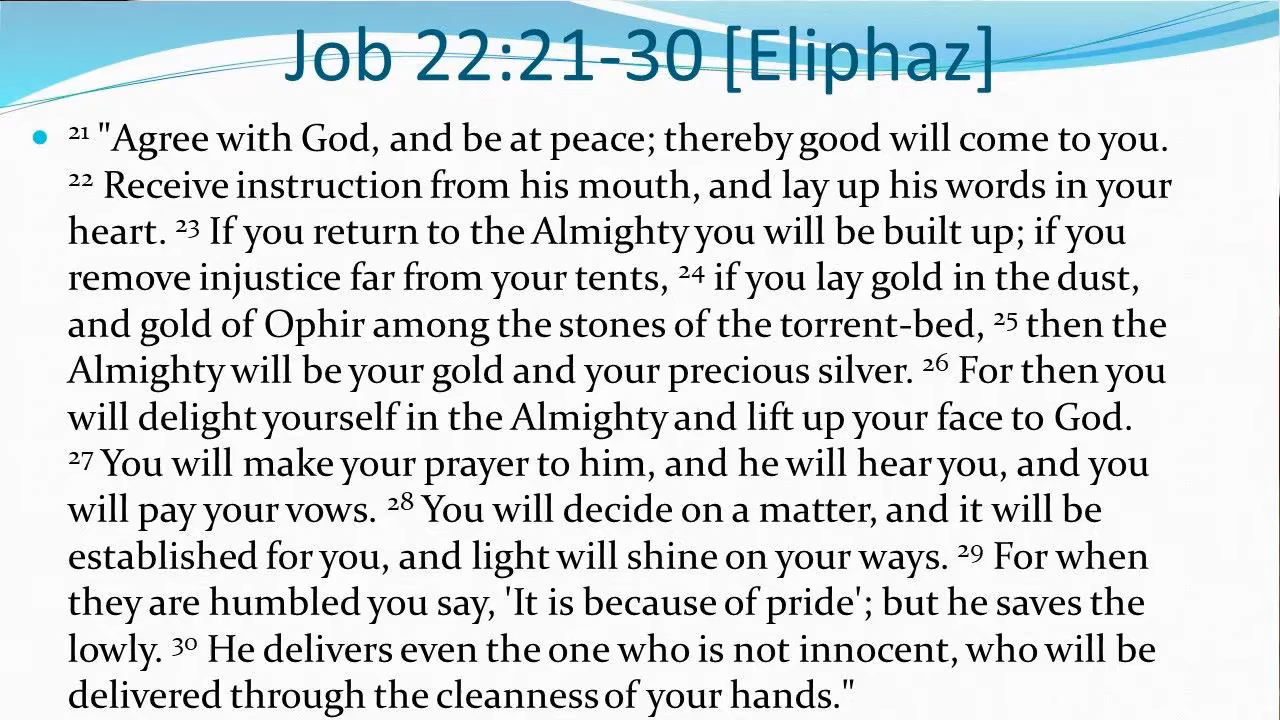 Job 22:21-30 [Eliphaz]
• 21 "Agree with God, and be at peace; thereby good will come to you.
22 Receive instruction from his mouth, and lay up his words in your
heart. 23 If you return to the Almighty you will be built up; if you
remove injustice far from your tents, 24 if you lay gold in the dust,
and gold of Ophir among the stones of the torrent-bed, 25 then the
Almighty will be your gold and your precious silver. 26 For then you
will delight yourself in the Almighty and lift up your face to God.
27 You will make your prayer to him, and he will hear you, and you
will pay your vows. 28 You will decide on a matter, and it will be
established for you, and light will shine on your ways. 29 For when
they are humbled you say, 'It is because of pride'; but he saves the
lowly. 30 He delivers even the one who is not innocent, who will be
delivered through the cleanness of your hands."